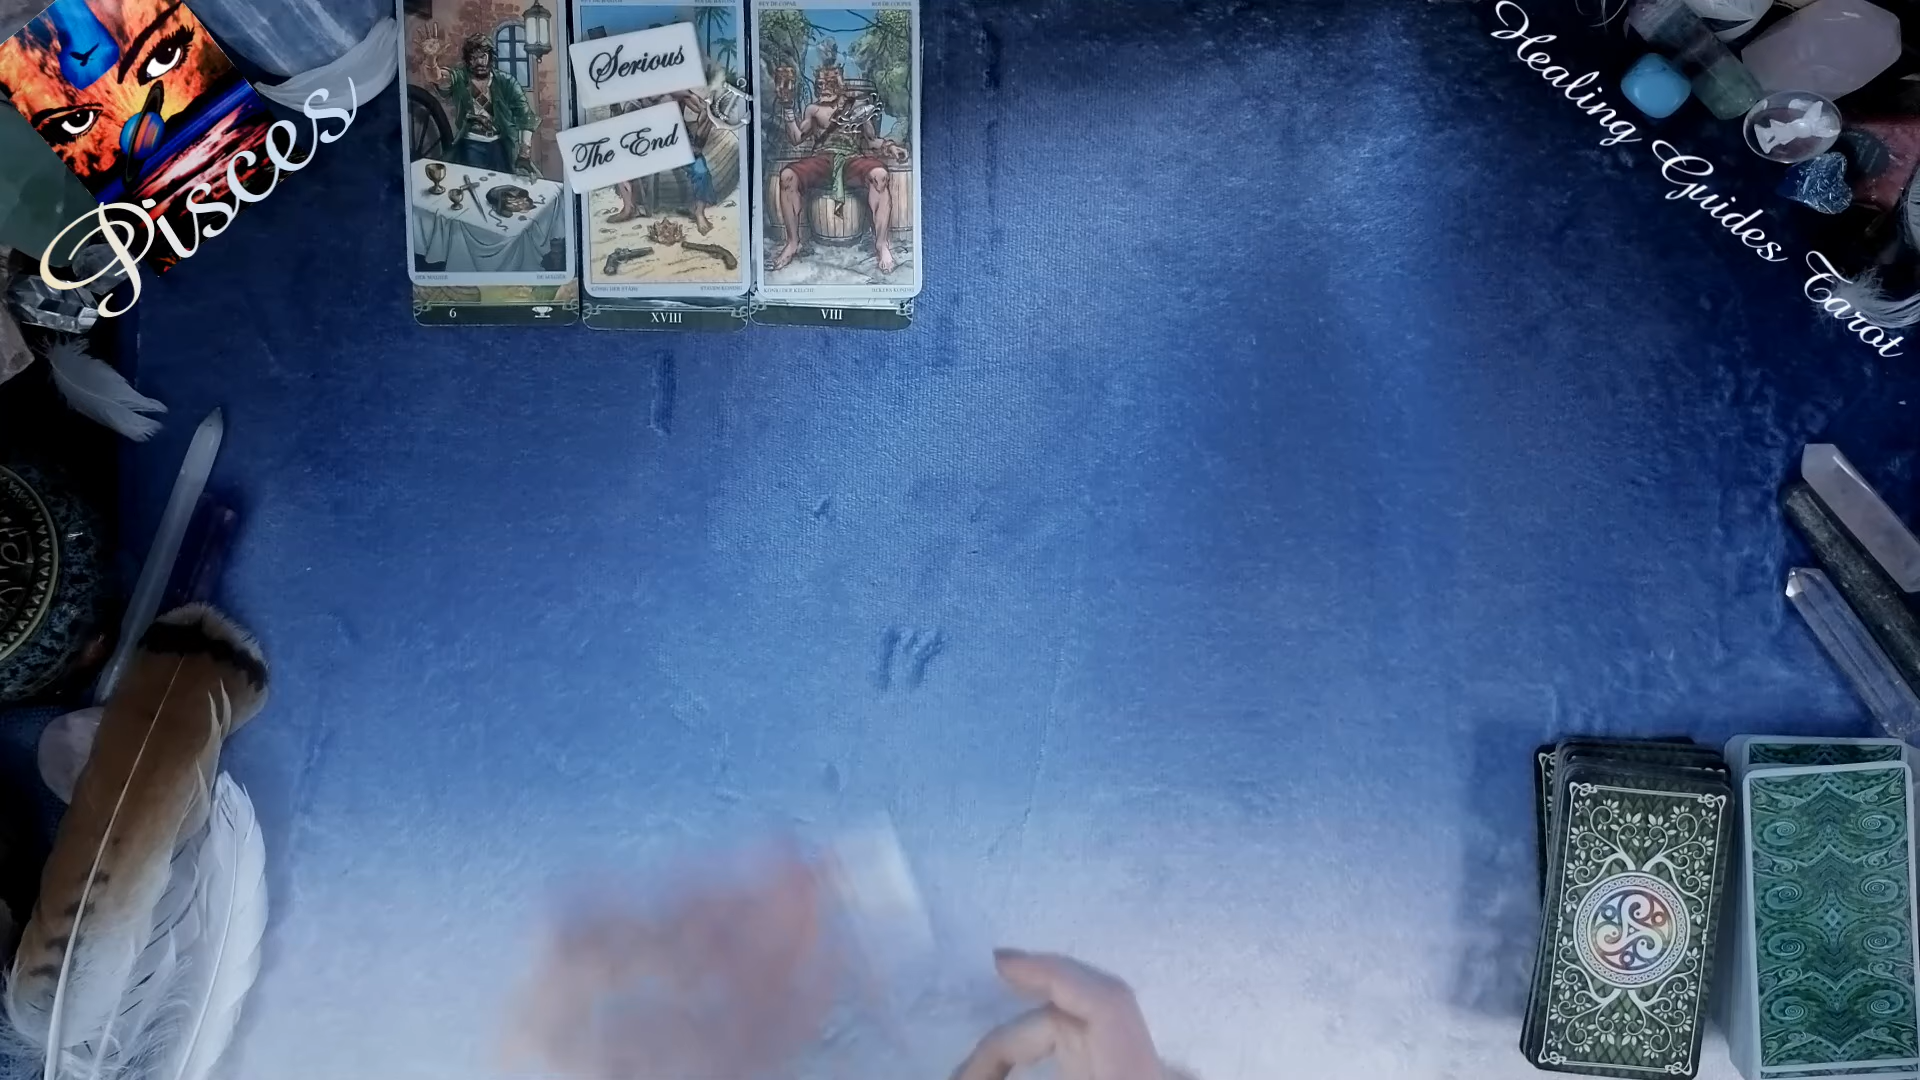 Pisces
Healing Guides Tarot
Serious
The End
6
XVIII
VIII